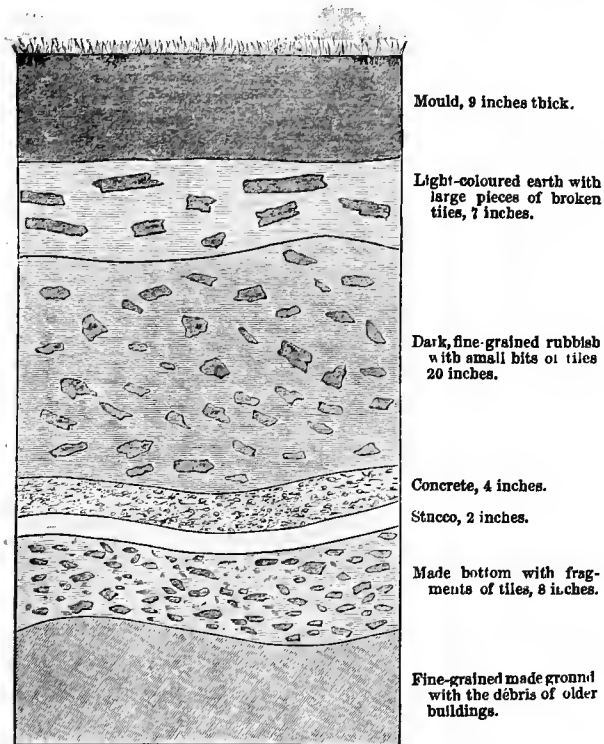 Mould, 9 inches thick.
Light-coloured earth with
large pieces of broken
tiles, 7 inches.
Dark, fine-grained rubbish
with small bits of tiles
20 inches.
Concrete, 4 inches.
Stucco, 2 inches.
Made bottom with frag-
ments of tiles, 8 inches.
Fine-grained made ground
with the débris of older
buildings.